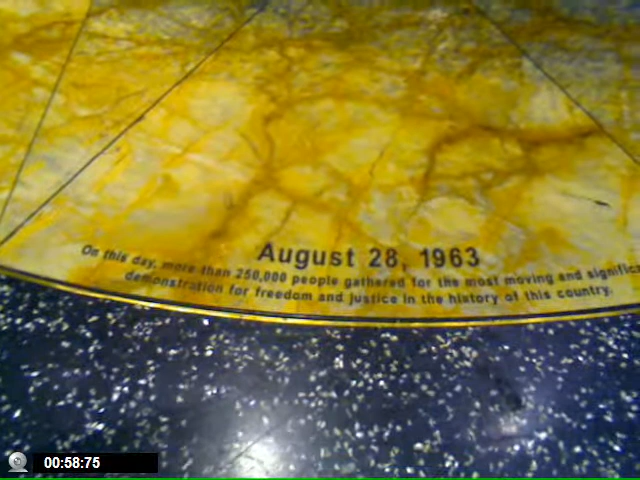 August 28, 1963
On this day, more than 250,000 people gathered for the most moving and significan
demonstration for freedom and justice in the history of this country.
00:58:75